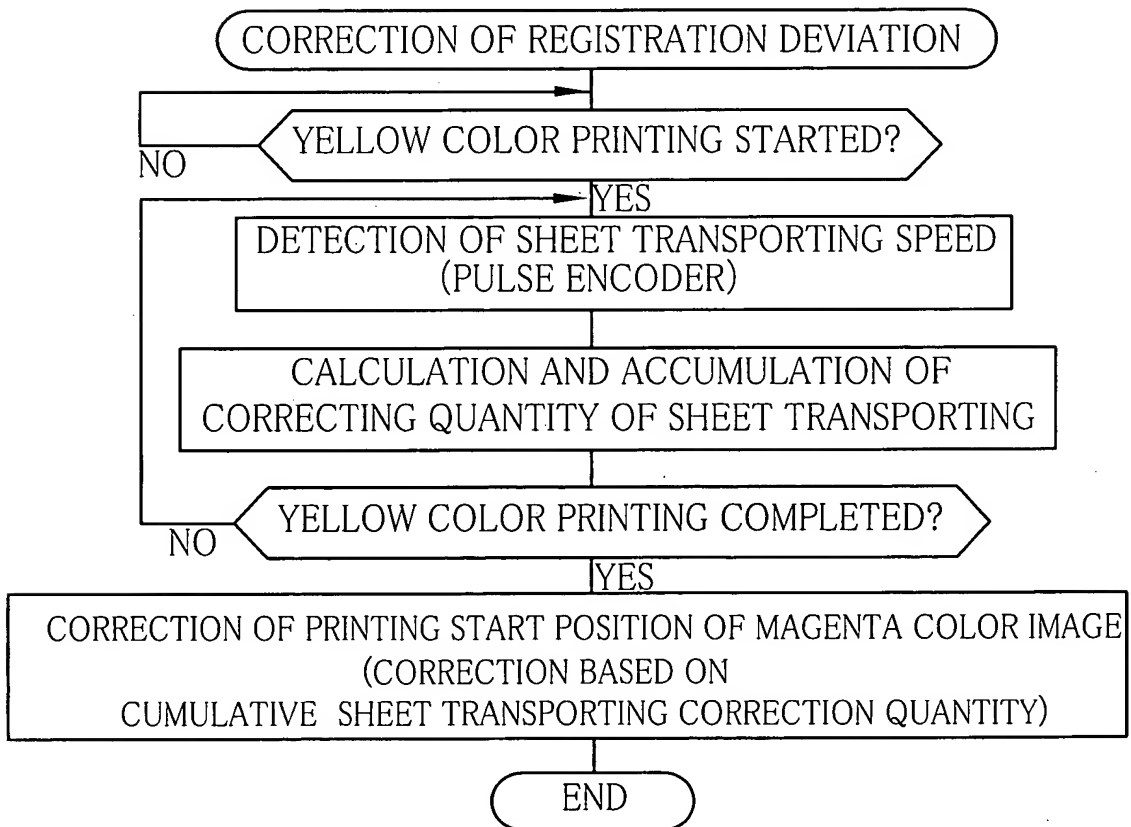 CORRECTION OF REGISTRATION DEVIATION
YELLOW COLOR PRINTING STARTED?
NO
YES
DETECTION OF SHEET TRANSPORTING SPEED
(PULSE ENCODER)
CALCULATION AND ACCUMULATION OF
CORRECTING QUANTITY OF SHEET TRANSPORTING
YELLOW COLOR PRINTING COMPLETED?
NO
YES
CORRECTION OF PRINTING START POSITION OF MAGENTA COLOR IMAGE
(CORRECTION BASED ON
CUMULATIVE SHEET TRANSPORTING CORRECTION QUANTITY)
END